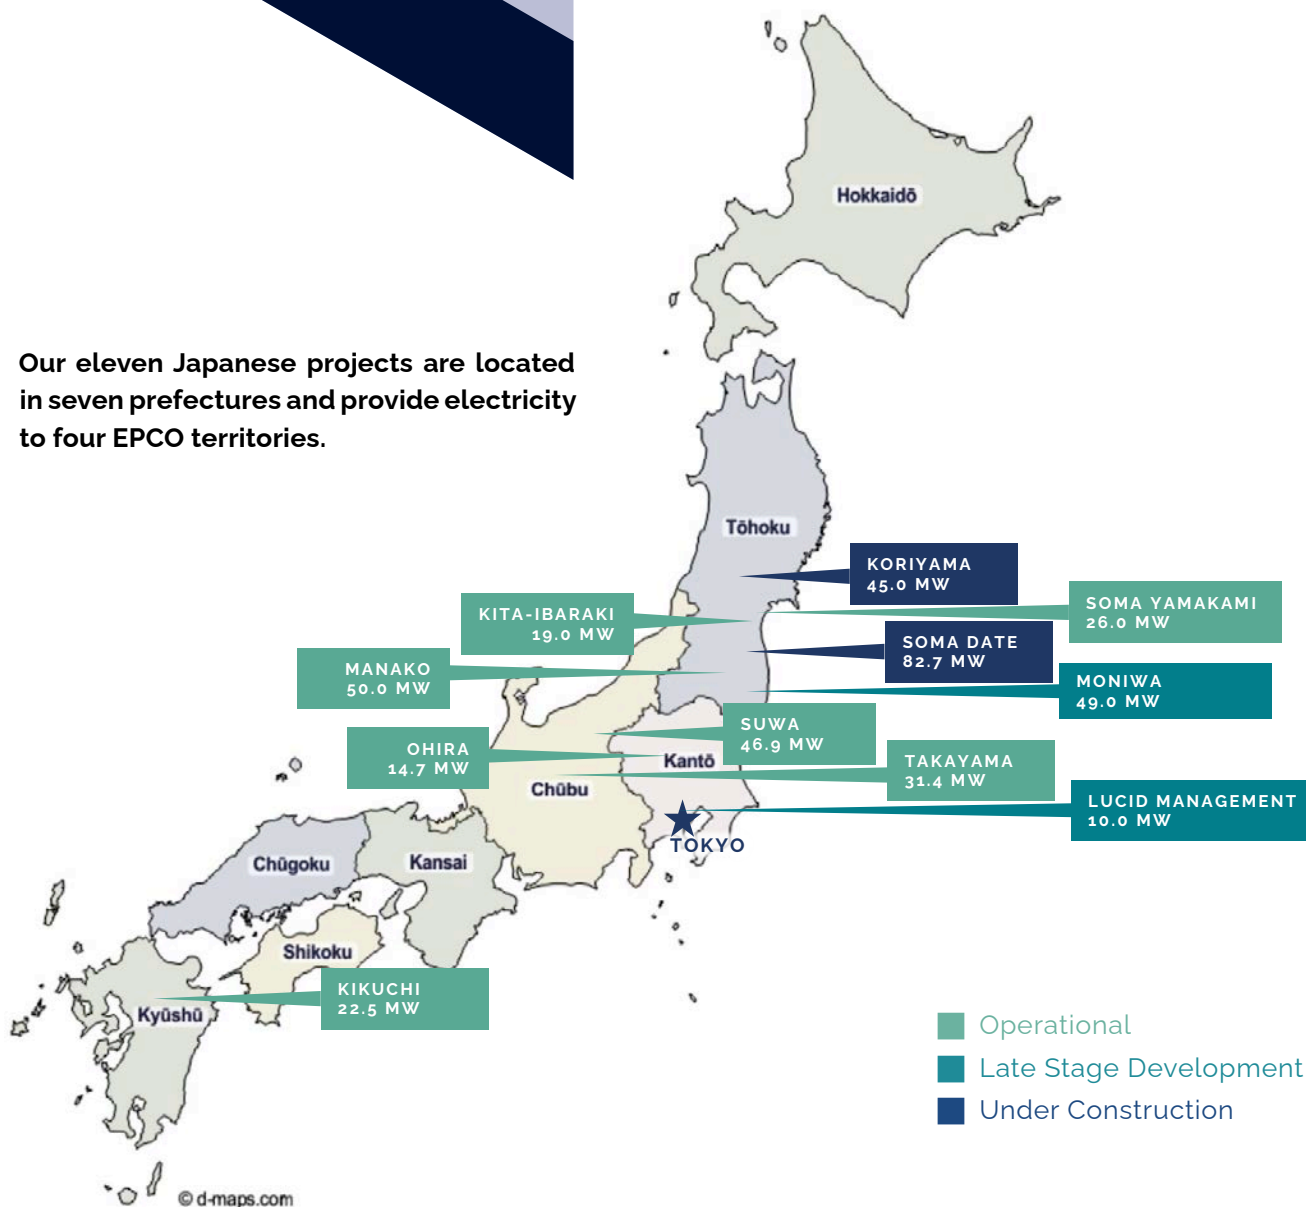 Hokkaidō
Our eleven Japanese projects are located
in seven prefectures and provide electricity
to four EPCO territories.
Tōhoku
KORIYAMA
45.0 MW
SOMA YAMAKAMI
26.0 MW
KITA-IBARAKI
19.0 MW
SOMA DATE
82.7 MW
MANAKO
50.0 MW
MONIWA
49.0 MW
SUWA
46.9 MW
OHIRA
14.7 MW
Kantō
TAKAYAMA
31.4 MW
Chūbu
LUCID MANAGEMENT
10.0 MW
TOKYO
Chūgoku
Kansai
Shikoku
KIKUCHI
22.5 MW
Kyūshū
Operational
Late Stage Development
Under Construction
© d-maps.com